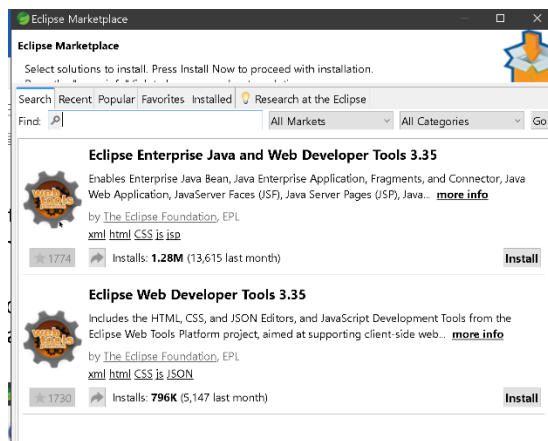 Eclipse Marketplace
Eclipse Marketplace
Select solutions to install. Press Install Now to proceed with installation.
Search Recent Popular Favorites Installed Research at the Eclipse
Find: All Markets All Categories Go
Eclipse Enterprise Java and Web Developer Tools 3.35
Enables Enterprise Java Bean, Java Enterprise Application, Fragments, and Connector, Java
Web Application, JavaServer Faces (JSF), Java Server Pages (JSP), Java... more info
by The Eclipse Foundation, EPL
xml html CSS js jsp
1774 Installs: 1.28M (13,615 last month) Install
web tools
Eclipse Web Developer Tools 3.35
Includes the HTML, CSS, and JSON Editors, and JavaScript Development Tools from the
Eclipse Web Tools Platform project, aimed at supporting client-side web... more info
by The Eclipse Foundation, EPL
xml html CSS js JSON
1730 Installs: 796K (5,147 last month) Install
web tools